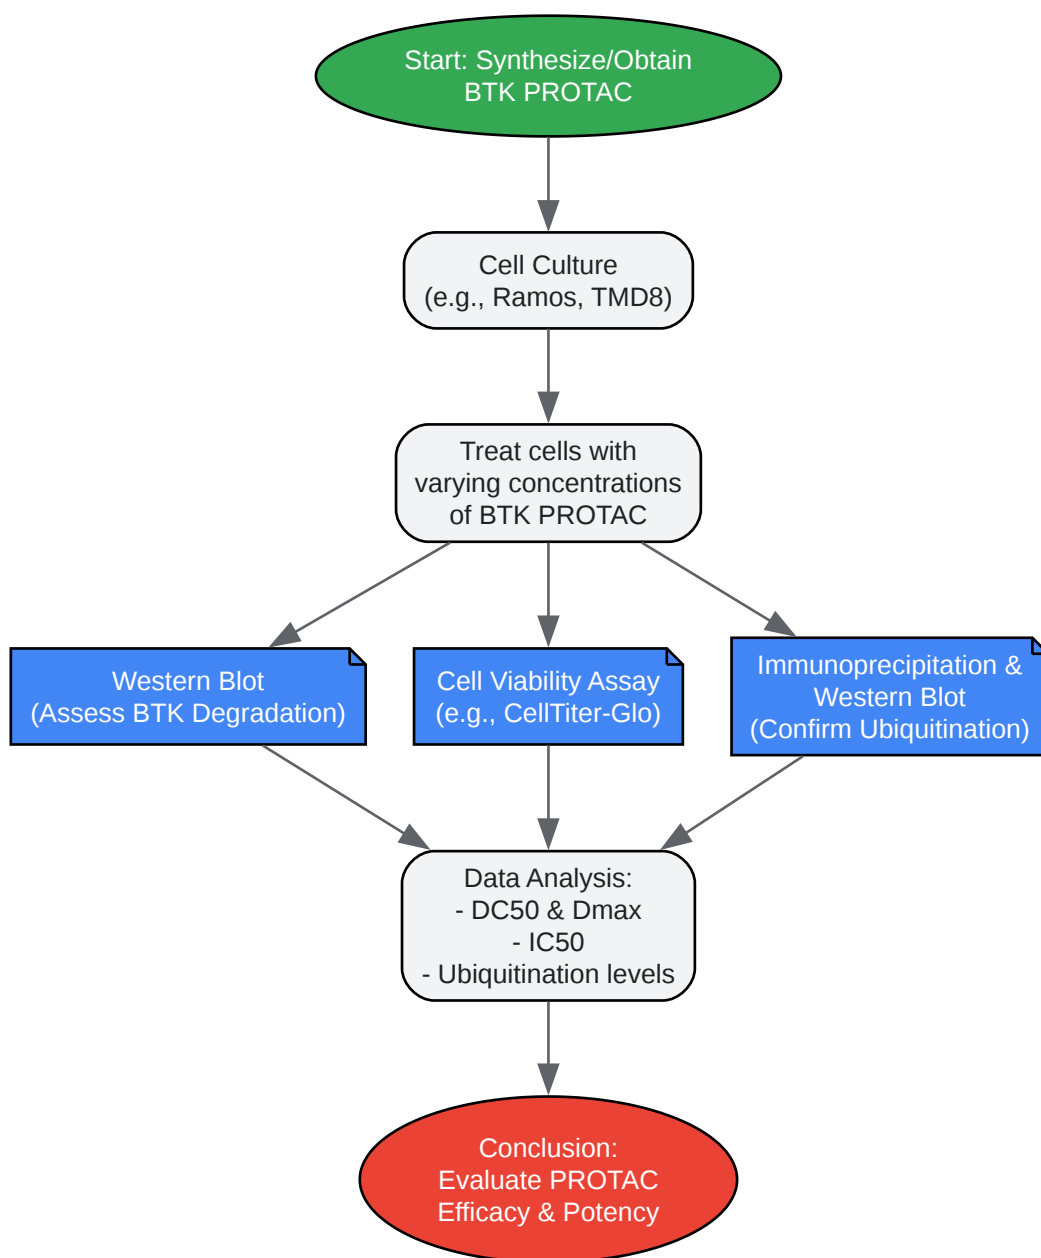 Start: Synthesize/Obtain
BTK PROTAC
Cell Culture
(e.g., Ramos, TMD8)
Treat cells with
varying concentrations
of BTK PROTAC
Western Blot
(Assess BTK Degradation)
Cell Viability Assay
(e.g., CellTiter-Glo)
Immunoprecipitation &
Western Blot
(Confirm Ubiquitination)
Data Analysis:
- DC50 & Dmax
- IC50
- Ubiquitination levels
Conclusion:
Evaluate PROTAC
Efficacy & Potency